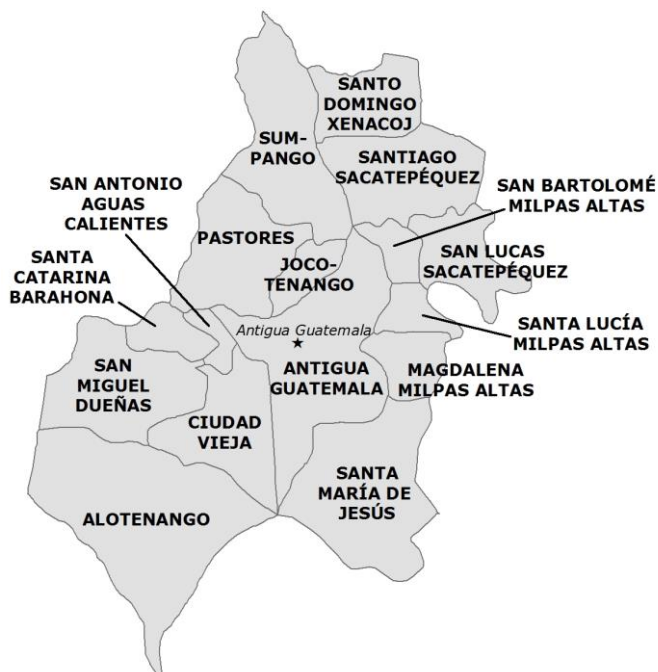 SANTO
DOMINGO
XENACOJ
SUM-
PANGO
SANTIAGO
SACATEPÉQUEZ
SAN ANTONIO
AGUAS
CALIENTES
SAN BARTOLOMÉ
MILPAS ALTAS
PASTORES
SANTA
CATARINA
BARAHONA
JOCO-
TENANGO
SAN LUCAS
SACATEPÉQUEZ
Antigua Guatemala
SANTA LUCÍA
MILPAS ALTAS
SAN
MIGUEL
DUEÑAS
ANTIGUA
GUATEMALA
MAGDALENA
MILPAS ALTAS
CIUDAD
VIEJA
SANTA
MARÍA DE
JESÚS
ALOTENANGO